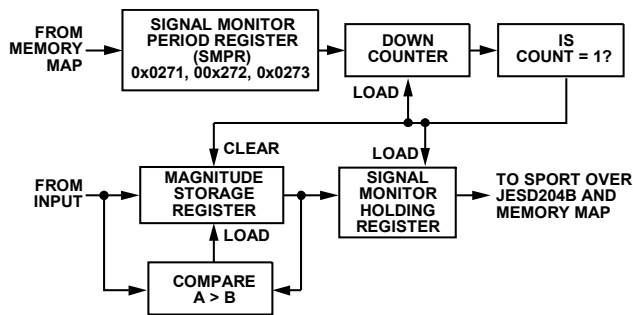 FROM
MEMORY
MAP
SIGNAL MONITOR
PERIOD REGISTER
(SMPR)
0x0271, 00x272, 0x0273
DOWN
COUNTER
IS
COUNT = 1?
LOAD
CLEAR
LOAD
FROM
INPUT
MAGNITUDE
STORAGE
REGISTER
SIGNAL
MONITOR
HOLDING
REGISTER
TO SPORT OVER
JESD204B AND
MEMORY MAP
LOAD
COMPARE
A > B